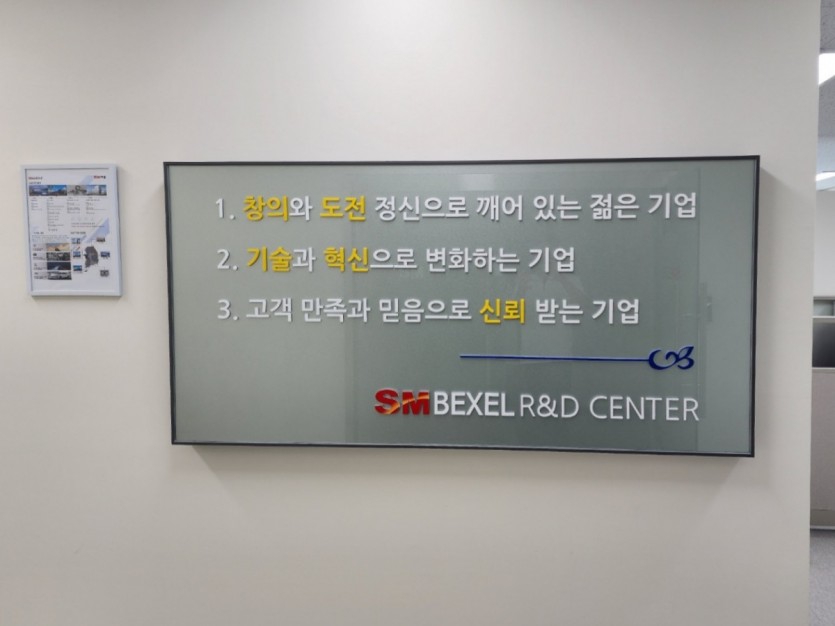 1. 창의와 도전 정신으로 깨어 있는 젊은 기업
2. 기술과 혁신으로 변화하는 기업
3. 고객 만족과 믿음으로 신뢰 받는 기업
SM BEXEL R&D CENTER